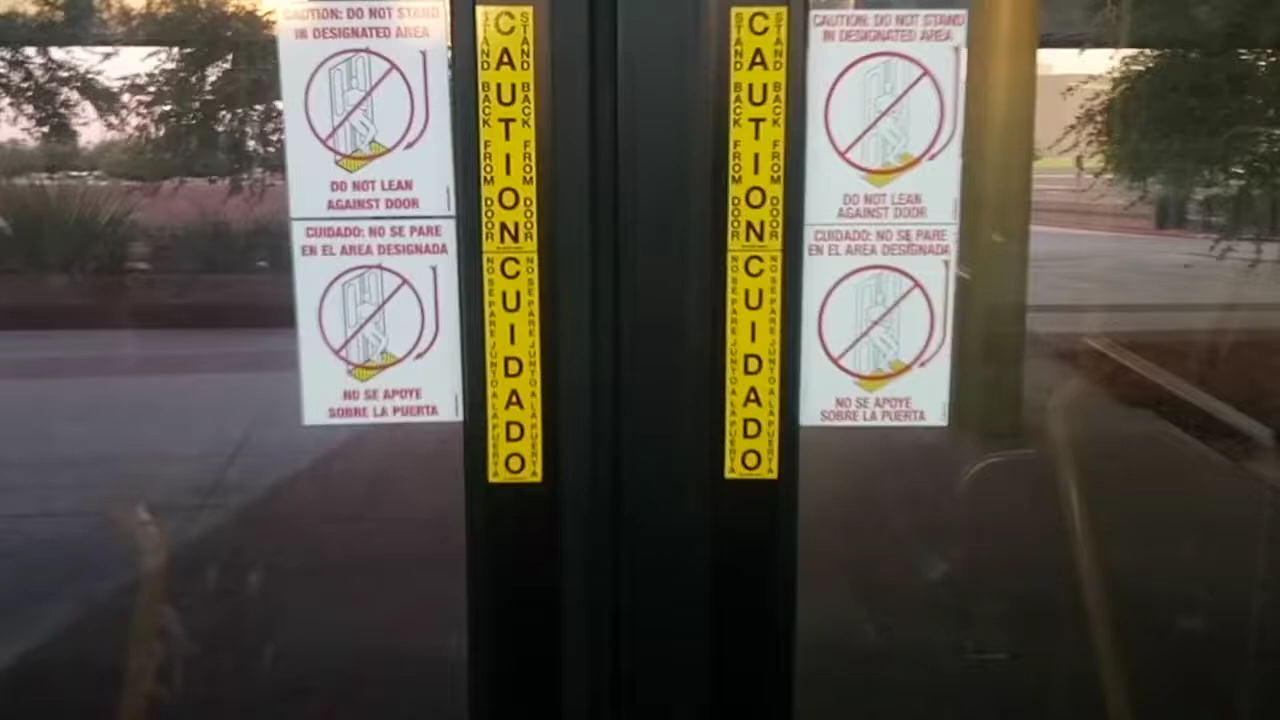 CAUTION: DO NOT STAND
IN DESIGNATED AREA
DO NOT LEAN
AGAINST DOOR
CUIDADO: NO SE PARE
EN EL AREA DESIGNADA
NO SE APOYE
SOBRE LA PUERTA
STAND BACK FROM DOOR
CAUTION
STAND BACK FROM DOOR
NO SE PARE JUNTO A LA PUERTA
CUIDADO
NO SE PARE JUNTO A LA PUERTA
STAND BACK FROM DOOR
CAUTION
STAND BACK FROM DOOR
NO SE PARE JUNTO A LA PUERTA
CUIDADO
NO SE PARE JUNTO A LA PUERTA
CAUTION: DO NOT STAND
IN DESIGNATED AREA
DO NOT LEAN
AGAINST DOOR
CUIDADO: NO SE PARE
EN EL AREA DESIGNADA
NO SE APOYE
SOBRE LA PUERTA